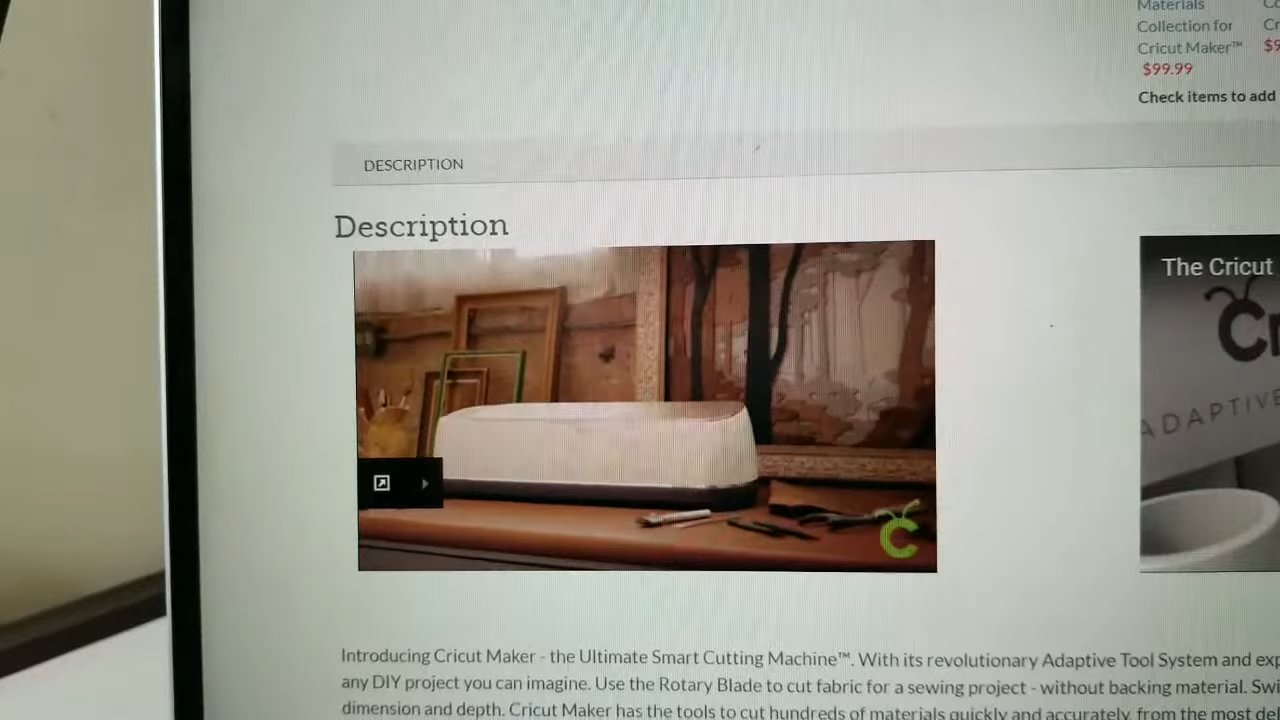 Materials
Collection for
Cricut Maker™
$99.99
$9
Check items to add
DESCRIPTION
Description
The Cricut
ADAPTIVE
Introducing Cricut Maker - the Ultimate Smart Cutting Machine™. With its revolutionary Adaptive Tool System and exp
any DIY project you can imagine. Use the Rotary Blade to cut fabric for a sewing project - without backing material. Swi
dimension and depth. Cricut Maker has the tools to cut hundreds of materials quickly and accurately, from the most del